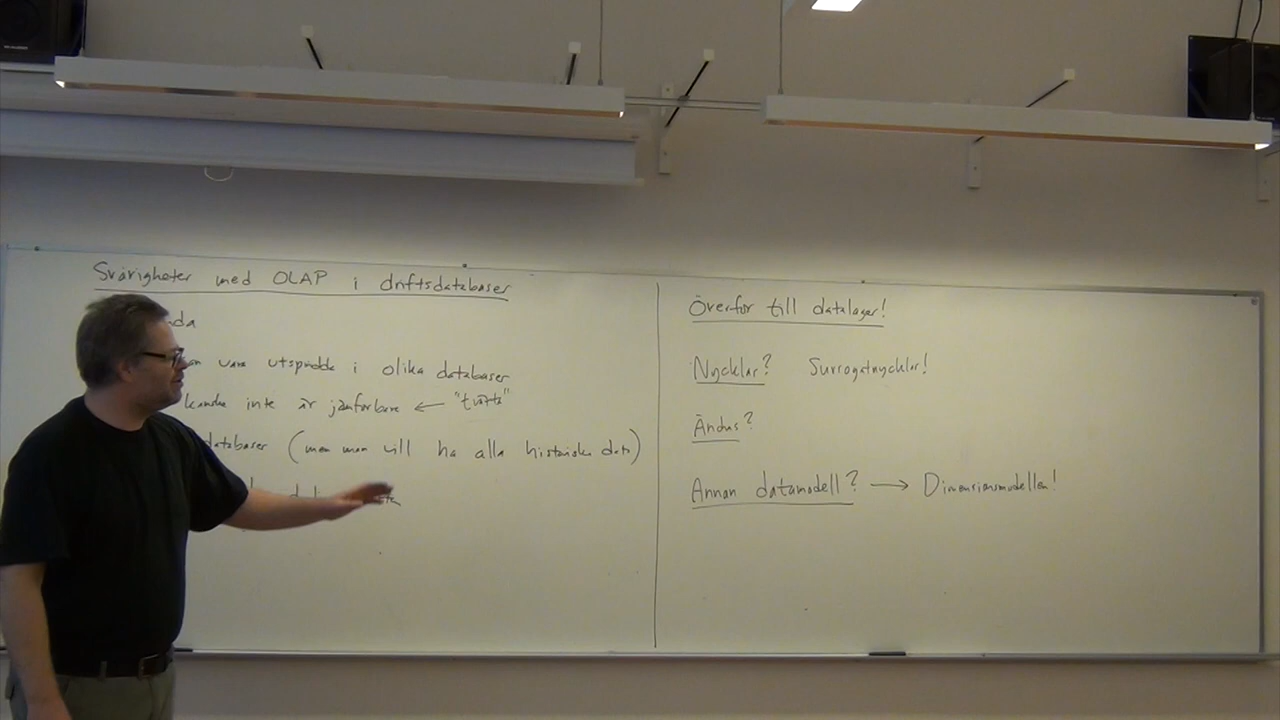 Svårigheter med OLAP i driftsdatabaser
vara utspridda i olika databaser
kanske inte är jämförbara ← "tvätta"
databaser (men man vill ha alla historiska data)
Överför till datalager!
Nycklar? Surrogatnycklar!
Ändras?
Annan datamodell? → Dimensionsmodellen!